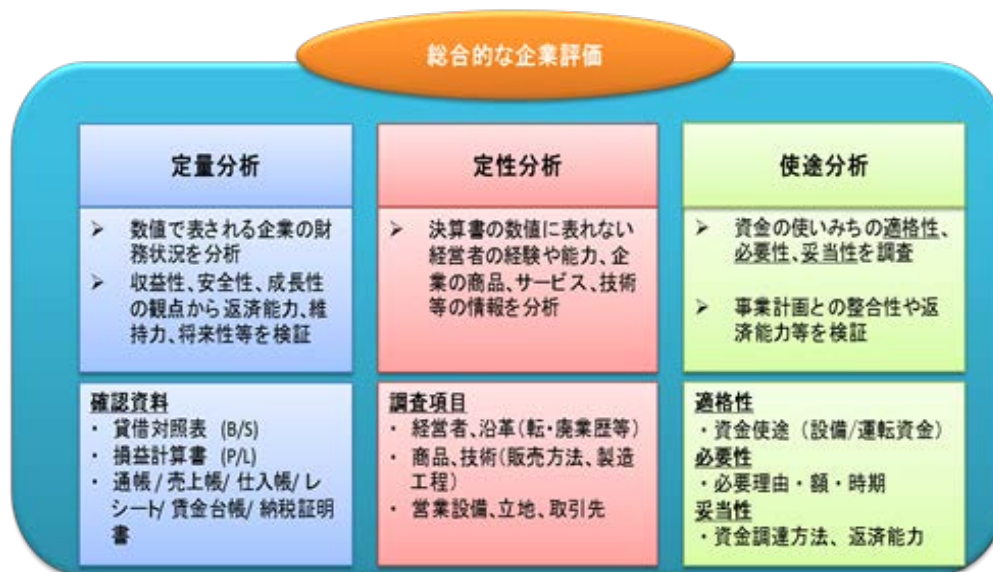 総合的な企業評価
定量分析
➢ 数値で表される企業の財
務状況を分析
➢ 収益性、安全性、成長性
の観点から返済能力、維
持力、将来性等を検証
確認資料
・ 貸借対照表 (B/S)
・ 損益計算書 (P/L)
・ 通帳/売上帳/仕入帳/レ
シート/賃金台帳/納税証明
書
定性分析
➢ 決算書の数値に表れない
経営者の経験や能力、企
業の商品、サービス、技術
等の情報を分析
調査項目
・ 経営者、沿革(転・廃業歴等)
・ 商品、技術(販売方法、製造
工程)
・ 営業設備、立地、取引先
使途分析
➢ 資金の使いみちの適格性、
必要性、妥当性を調査
➢ 事業計画との整合性や返
済能力等を検証
適格性
・資金使途 (設備/運転資金)
必要性
・必要理由・額・時期
妥当性
・資金調達方法、返済能力